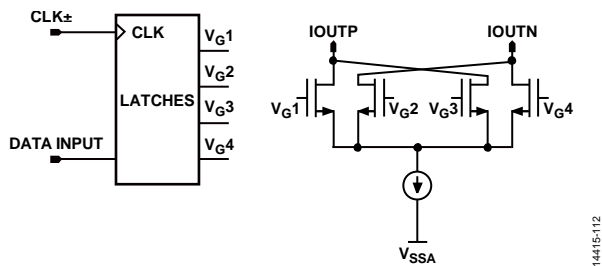 CLK±
CLK
LATCHES
DATA INPUT
VG1
VG2
VG3
VG4
IOUTP
IOUTN
VG1
VG2
VG3
VG4
VSSA
14415-112